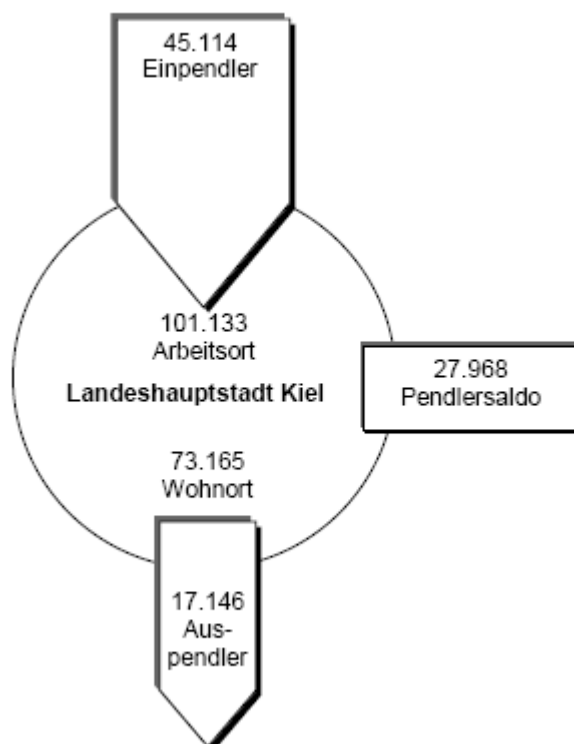 45.114
Einpendler
101.133
Arbeitsort
Landeshauptstadt Kiel
27.968
Pendlersaldo
73.165
Wohnort
17.146
Aus-
pendler